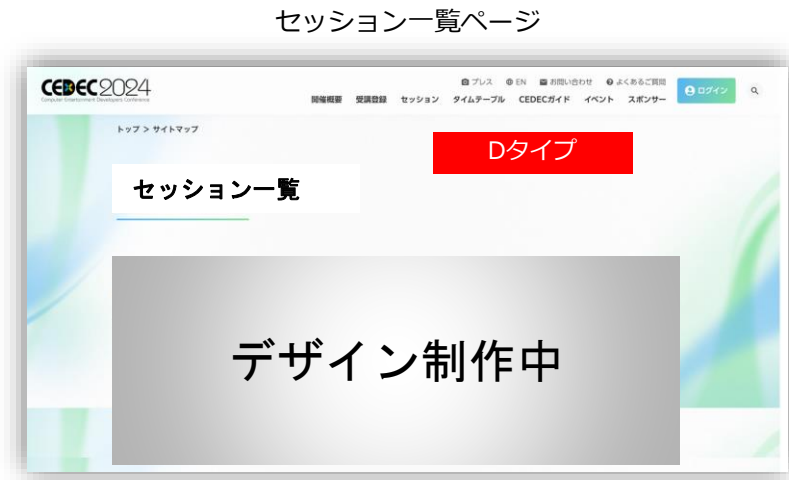 セッション一覧ページ
CEDEC2024
Computer Entertainment Developers Conference
プレス EN お問い合わせ よくあるご質問
開催概要 受講登録 セッション タイムテーブル CEDECガイド イベント スポンサー
ログイン
トップ > サイトマップ
Dタイプ
セッション一覧
デザイン制作中